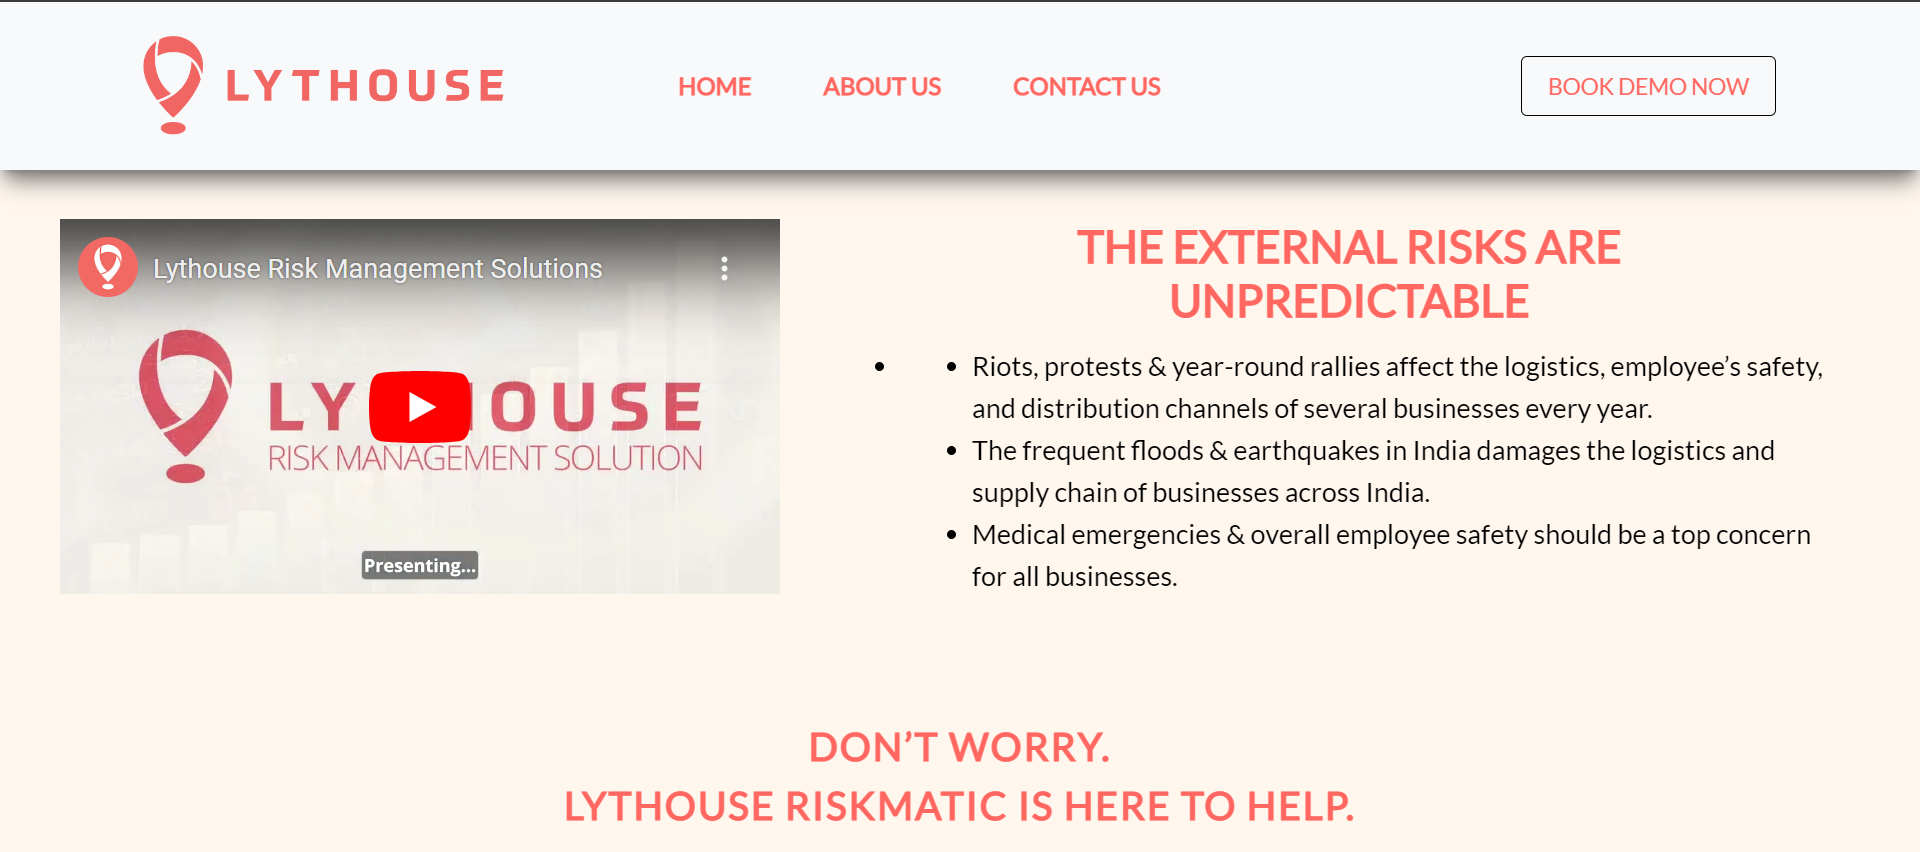 LYTHOUSE
HOME
ABOUT US
CONTACT US
BOOK DEMO NOW
Lythouse Risk Management Solutions
LY HOUSE
RISK MANAGEMENT SOLUTION
Presenting...
THE EXTERNAL RISKS ARE
UNPREDICTABLE
• • Riots, protests & year-round rallies affect the logistics, employee’s safety,
and distribution channels of several businesses every year.
• The frequent floods & earthquakes in India damages the logistics and
supply chain of businesses across India.
• Medical emergencies & overall employee safety should be a top concern
for all businesses.
DON’T WORRY.
LYTHOUSE RISKMATIC IS HERE TO HELP.